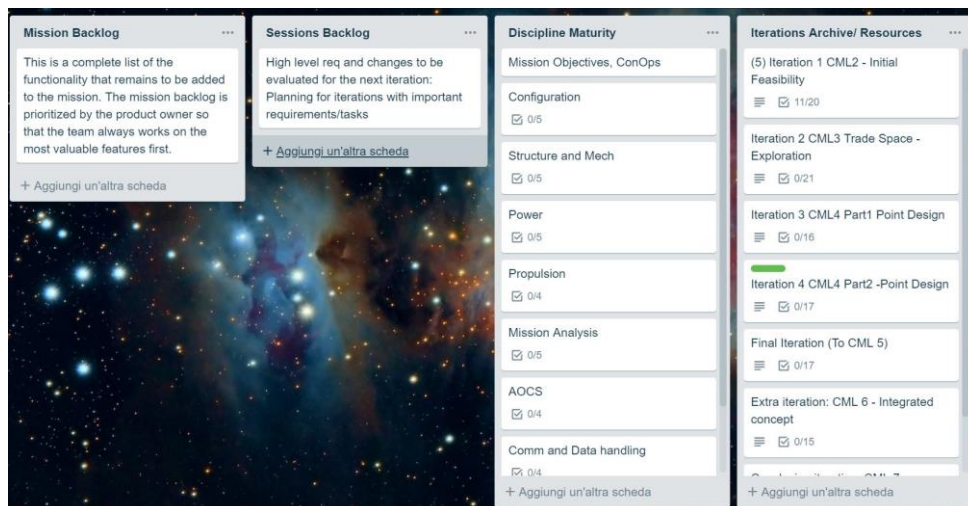 Mission Backlog ...
This is a complete list of the
functionality that remains to be added
to the mission. The mission backlog is
prioritized by the product owner so
that the team always works on the
most valuable features first.
+ Aggiungi un'altra scheda
Sessions Backlog ...
High level req and changes to be
evaluated for the next iteration:
Planning for iterations with important
requirements/tasks
+ Aggiungi un'altra scheda
Discipline Maturity ...
Mission Objectives, ConOps
Configuration
0/5
Structure and Mech
0/5
Power
0/5
Propulsion
0/4
Mission Analysis
0/5
AOCS
0/4
Comm and Data handling
0/4
+ Aggiungi un'altra scheda
Iterations Archive/ Resources ...
(5) Iteration 1 CML2 - Initial
Feasibility
11/20
Iteration 2 CML3 Trade Space -
Exploration
0/21
Iteration 3 CML4 Part1 Point Design
0/16
Iteration 4 CML4 Part2 -Point Design
0/17
Final Iteration (To CML 5)
0/17
Extra iteration: CML 6 - Integrated
concept
0/15
+ Aggiungi un'altra scheda